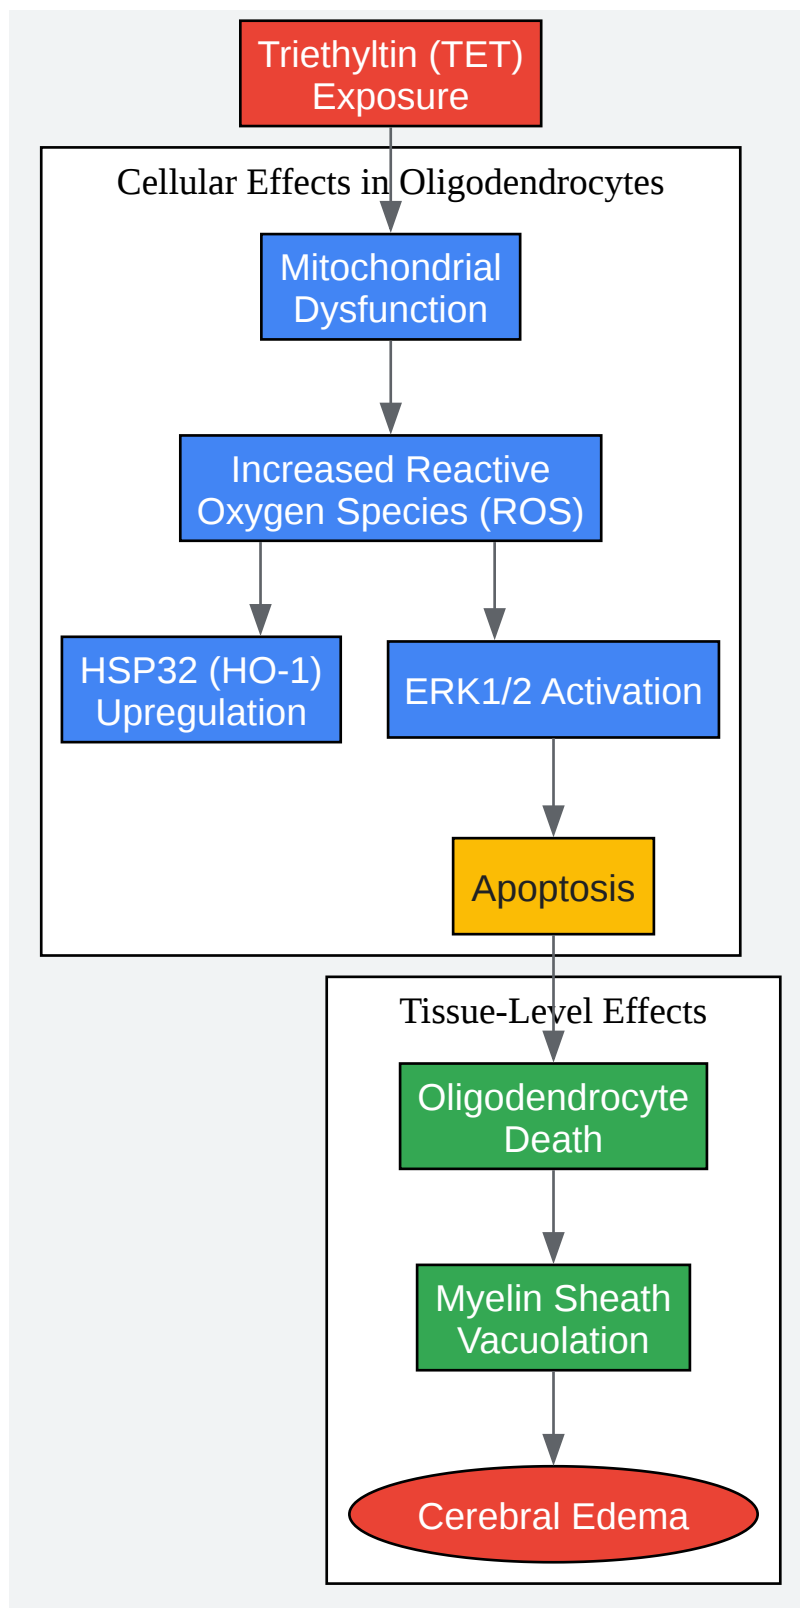 Triethyltin (TET)
Exposure
Cellular Effects in Oligodendrocytes
Mitochondrial
Dysfunction
Increased Reactive
Oxygen Species (ROS)
HSP32 (HO-1)
Upregulation
ERK1/2 Activation
Apoptosis
Tissue-Level Effects
Oligodendrocyte
Death
Myelin Sheath
Vacuolation
Cerebral Edema